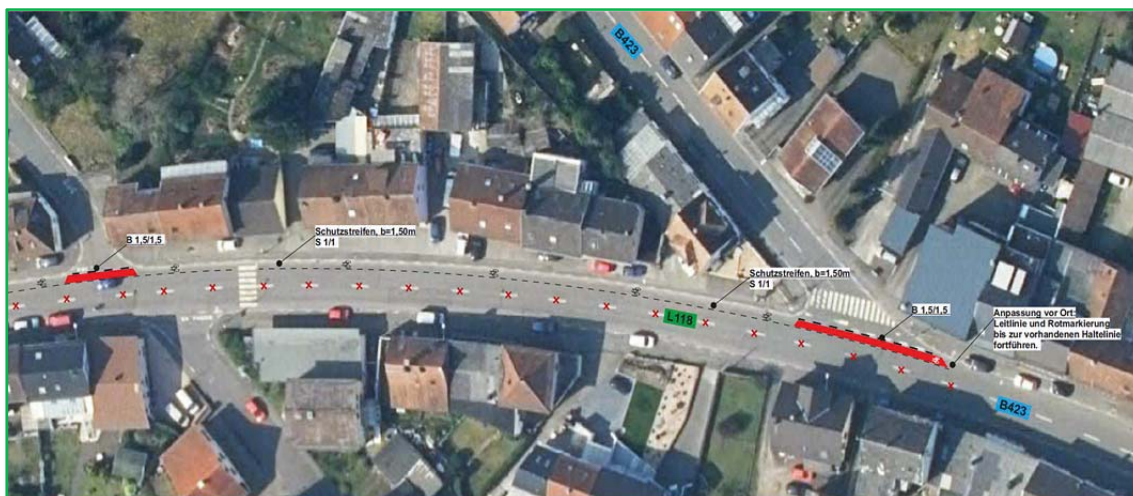 B423
B 1,5/1,5
Schutzstreifen, b=1,50m
S 1/1
Schutzstreifen, b=1,50m
S 1/1
L118
B 1,5/1,5
Anpassung vor Ort:
Leitlinie und Rotmarkierung
bis zur vorhandenen Haltelinie
fortführen.
B423